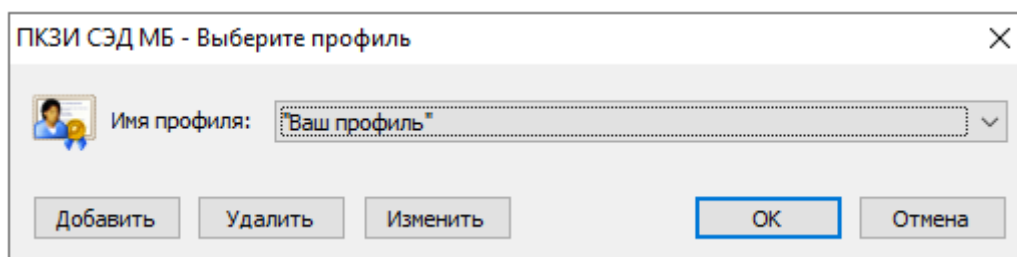 ПКЗИ СЭД МБ - Выберите профиль
Имя профиля: "Ваш профиль"
Добавить Удалить Изменить OK Отмена